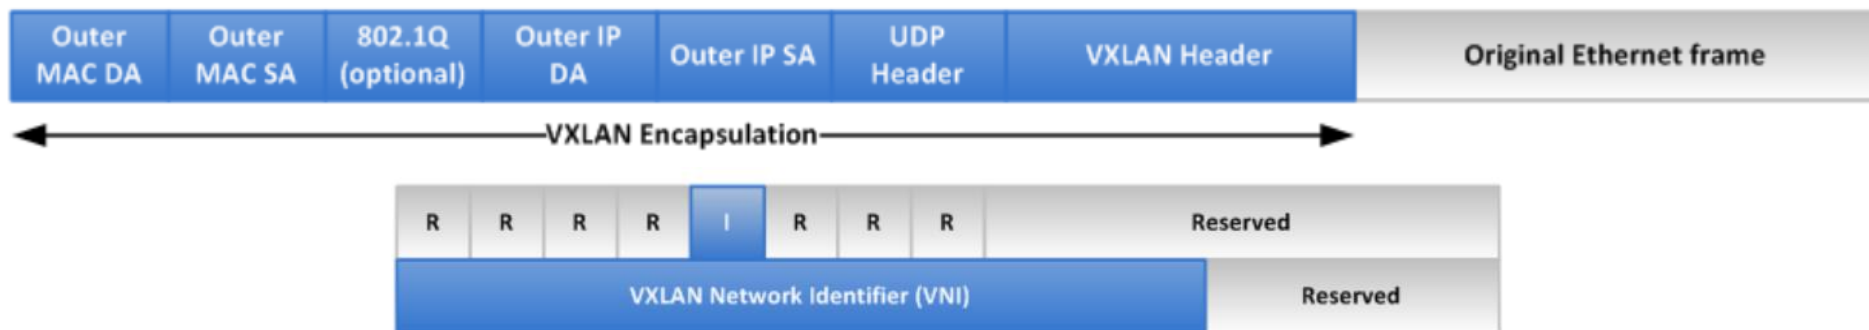 Outer MAC DA
Outer MAC SA
802.1Q (optional)
Outer IP DA
Outer IP SA
UDP Header
VXLAN Header
Original Ethernet frame
VXLAN Encapsulation
R R R R I R R R Reserved
VXLAN Network Identifier (VNI) Reserved